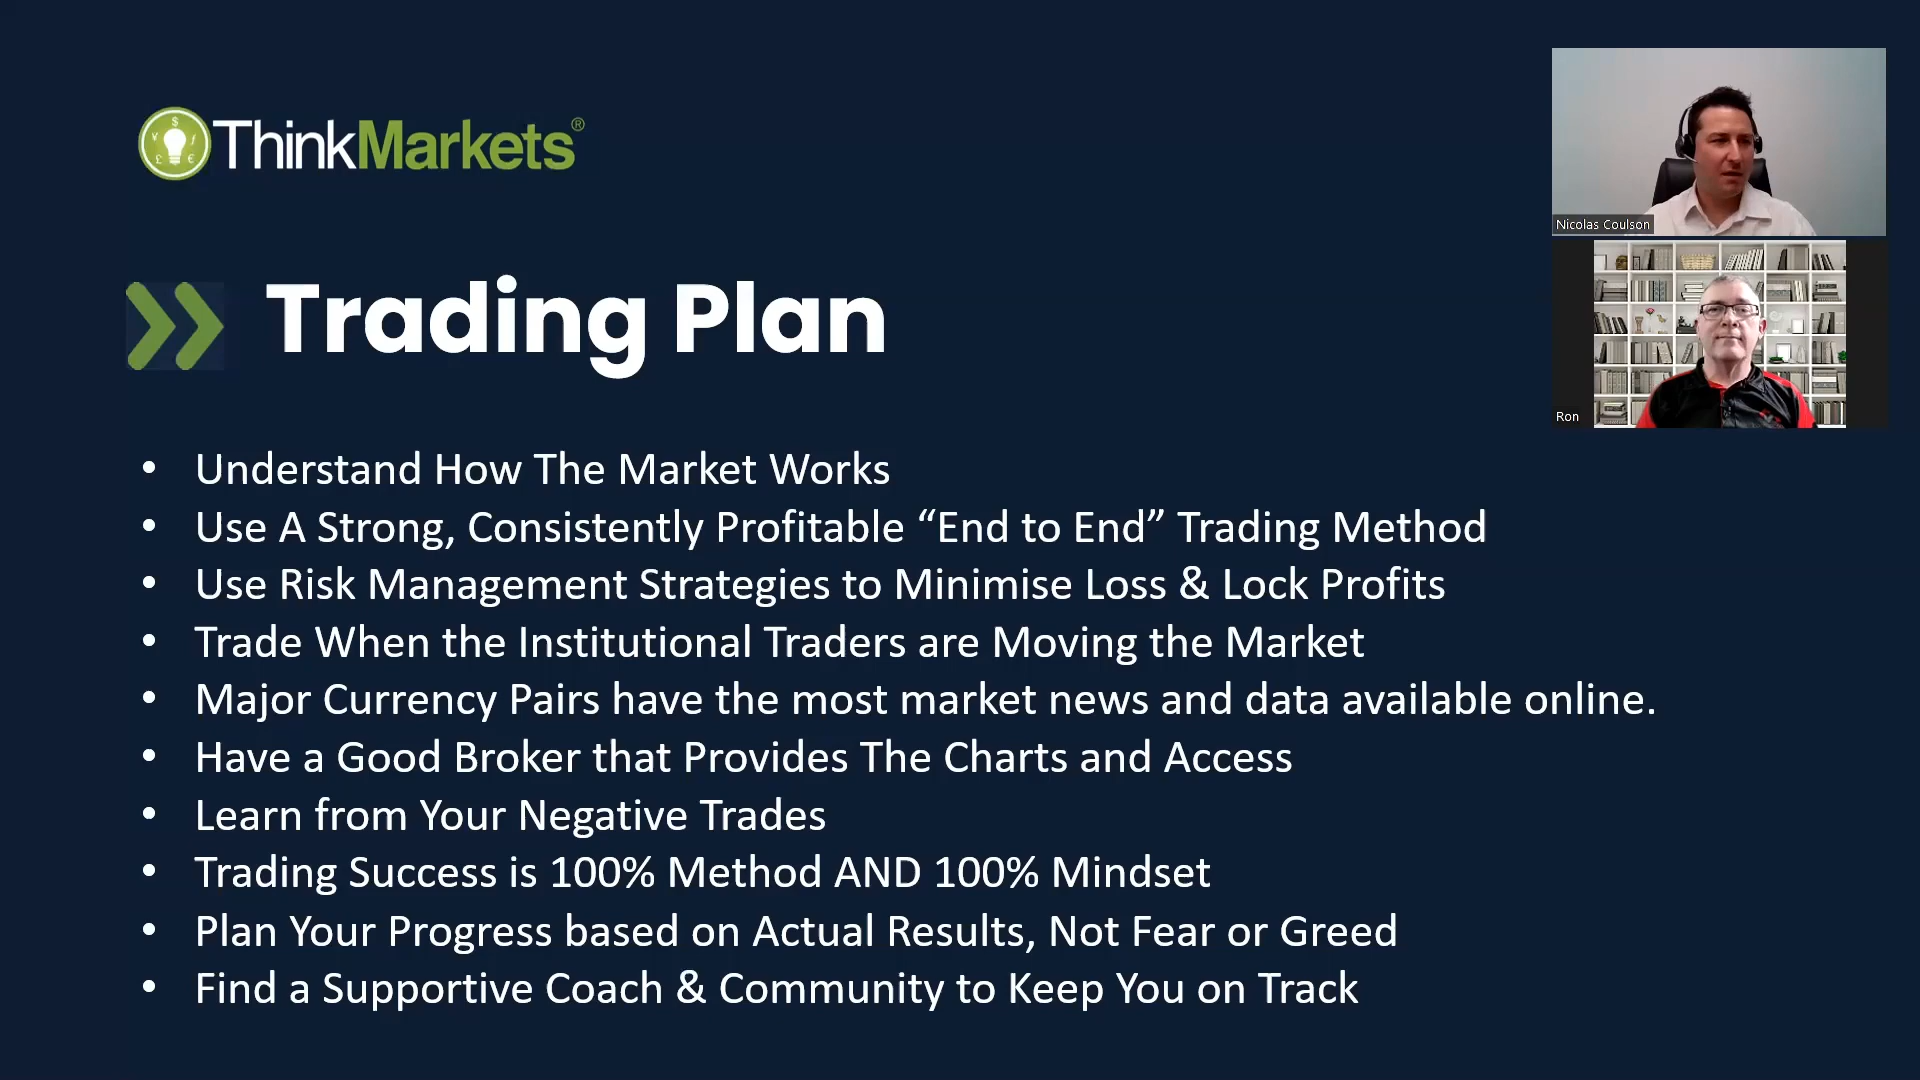 ThinkMarkets®
Trading Plan
• Understand How The Market Works
• Use A Strong, Consistently Profitable “End to End” Trading Method
• Use Risk Management Strategies to Minimise Loss & Lock Profits
• Trade When the Institutional Traders are Moving the Market
• Major Currency Pairs have the most market news and data available online.
• Have a Good Broker that Provides The Charts and Access
• Learn from Your Negative Trades
• Trading Success is 100% Method AND 100% Mindset
• Plan Your Progress based on Actual Results, Not Fear or Greed
• Find a Supportive Coach & Community to Keep You on Track
Nicolas Coulson
Ron